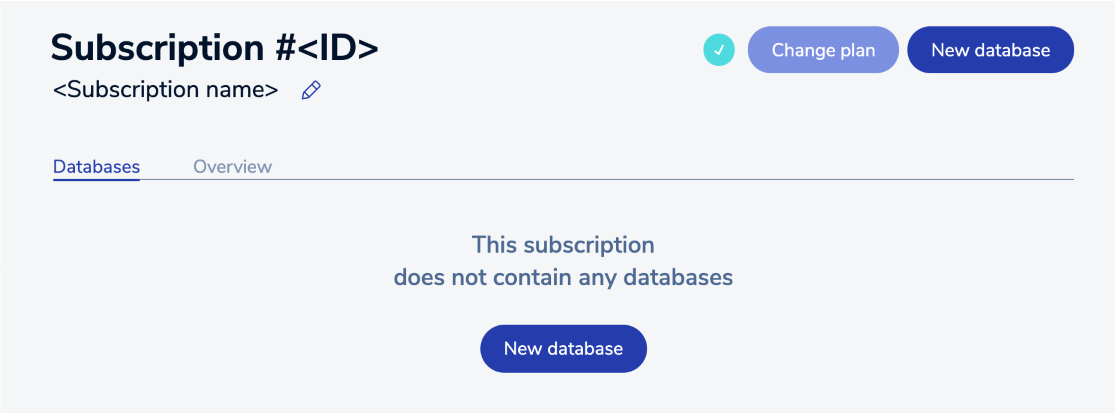 Subscription #<ID>
Change plan
New database
<Subscription name>
Databases
Overview
This subscription
does not contain any databases
New database